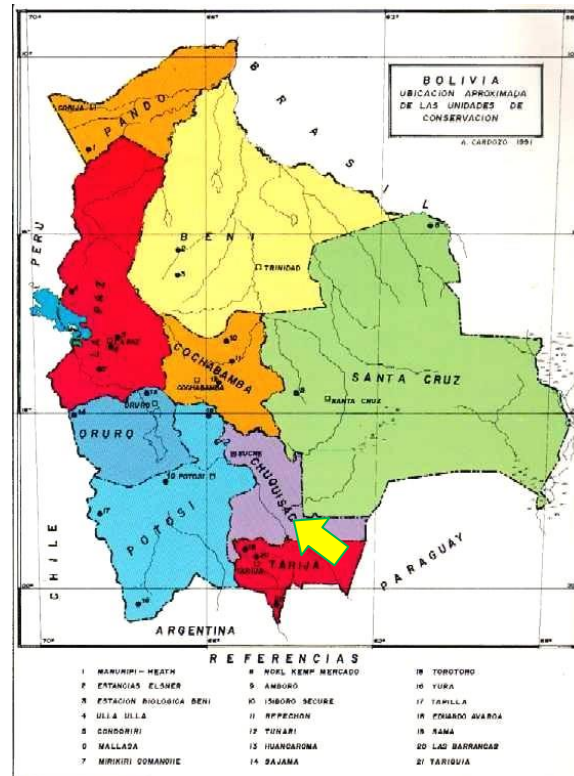 BOLIVIA
UBICACION APROXIMADA
DE LAS UNIDADES DE
CONSERVACION
A. CARDOZO 1991
BRASIL
PANDO
PERU
BENI
TRINIDAD
LA PAZ
COCHABAMBA
COCHABAMBA
SANTA CRUZ
SANTA CRUZ
ORURO
ORURO
SUCRE
CHUQUISAC
POTOSI
POTOSI
TARIJA
TARIJA
CHILE
PARAGUAY
ARGENTINA
REFERENCIAS
1 MANURIPI-HEATH
2 ESTANCIAS ELSNER
3 ESTACION BIOLOGICA BENI
4 ULLA ULLA
5 CONDORIRI
6 MALLASA
7 MIRIKIRI COMANCHE
8 NOEL KEMP MERCADO
9 AMBORO
10 ISIBORO SECURE
11 REPECHON
12 TUNARI
13 HUANCAROMA
14 SAJAMA
15 TOROTORO
16 YURA
17 TAPILLA
18 EDUARDO AVAROA
19 SAMA
20 LAS BARRANCAS
21 TARIQUIA